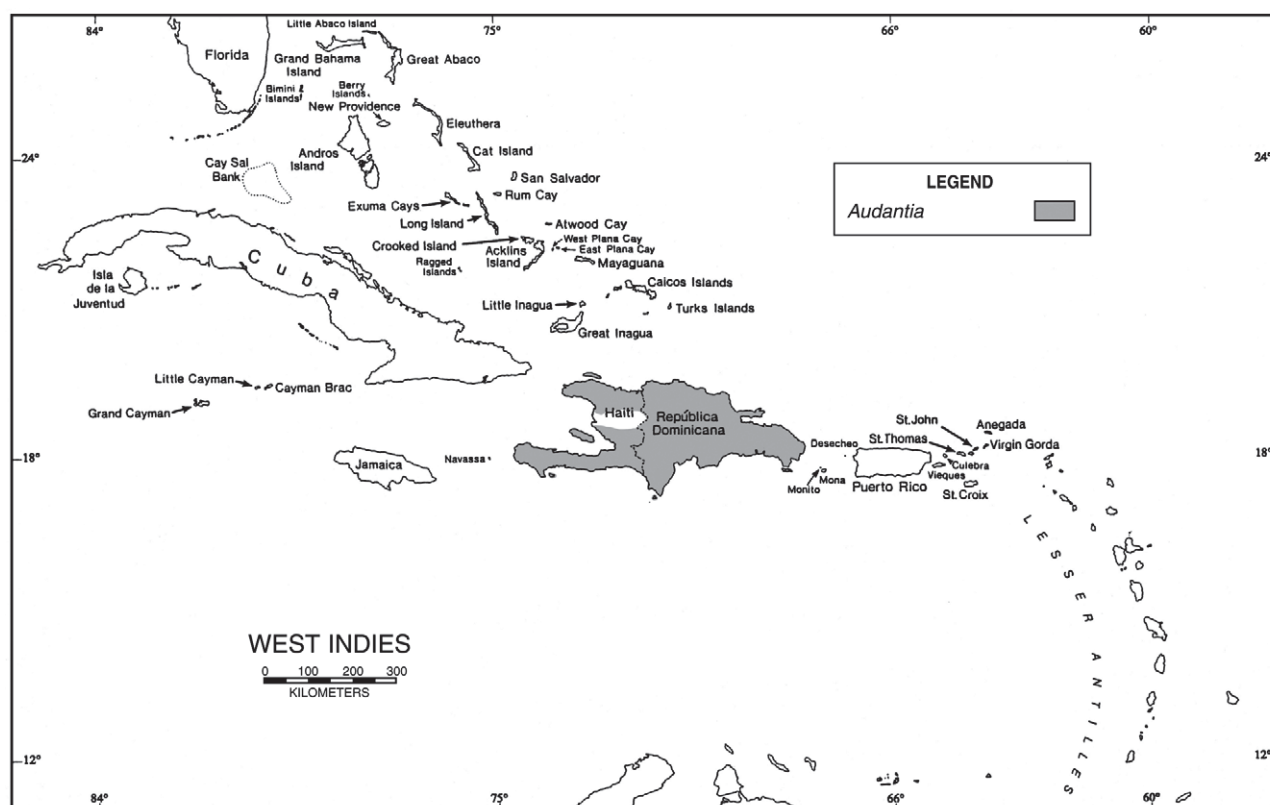 84°
75°
66°
60°
Little Abaco Island
Florida
Grand Bahama
Island
Great Abaco
Bimini
Islands
Berry
Islands
New Providence
Eleuthera
24°
24°
Cay Sal
Bank
Andros
Island
Cat Island
San Salvador
Rum Cay
Exuma Cays
Long Island
Atwood Cay
Crooked Island
West Plana Cay
East Plana Cay
Ragged
Islands
Acklins
Island
Mayaguana
LEGEND
Audantia
Cuba
Isla
de la
Juventud
Caicos Islands
Little Inagua
Turks Islands
Great Inagua
Little Cayman
Cayman Brac
Grand Cayman
Haiti
República
Dominicana
St.John
Anegada
St.Thomas
Virgin Gorda
Desecheo
18°
18°
Jamaica
Navassa
Mona
Monito
Puerto Rico
Culebra
Vieques
St.Croix
LESSER ANTILLES
WEST INDIES
0 100 200 300
KILOMETERS
12°
12°
84°
75°
66°
60°